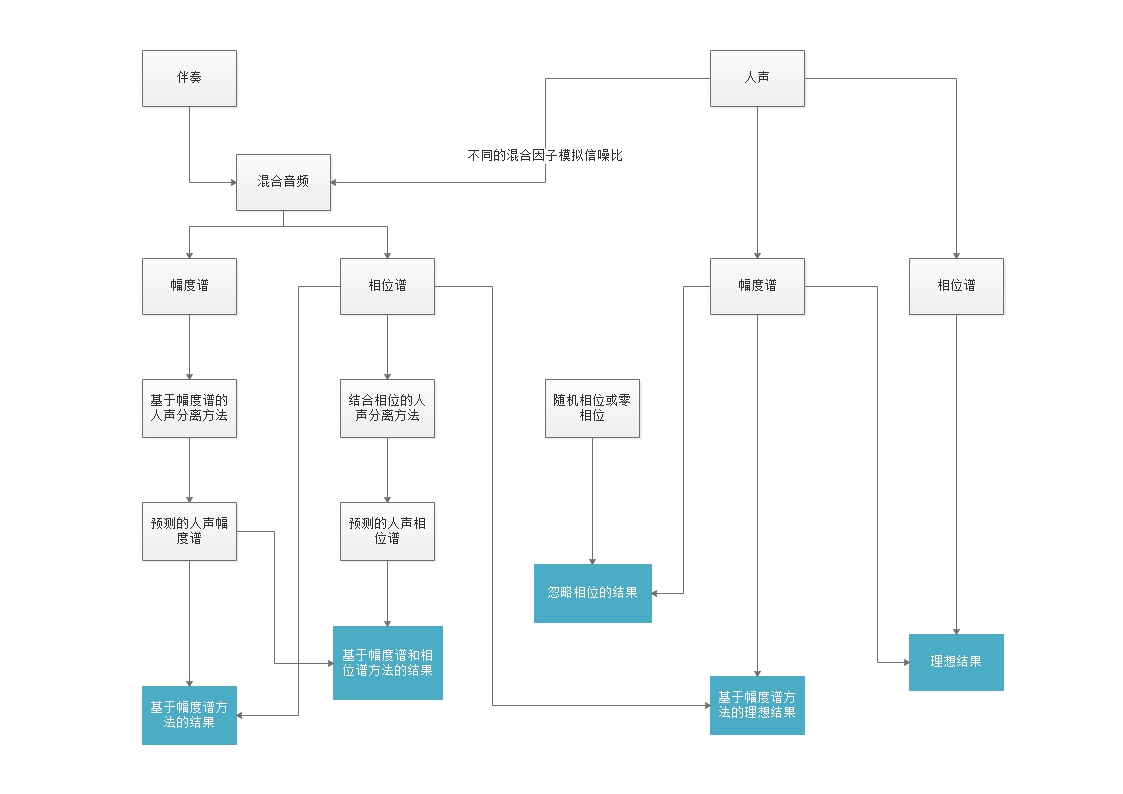 伴奏
人声
不同的混合因子模拟信噪比
混合音频
幅度谱
相位谱
幅度谱
相位谱
基于幅度谱的
人声分离方法
结合相位的人
声分离方法
随机相位或零
相位
预测的人声幅
度谱
预测的人声相
位谱
忽略相位的结果
基于幅度谱和相
位谱方法的结果
理想结果
基于幅度谱方
法的结果
基于幅度谱方
法的理想结果